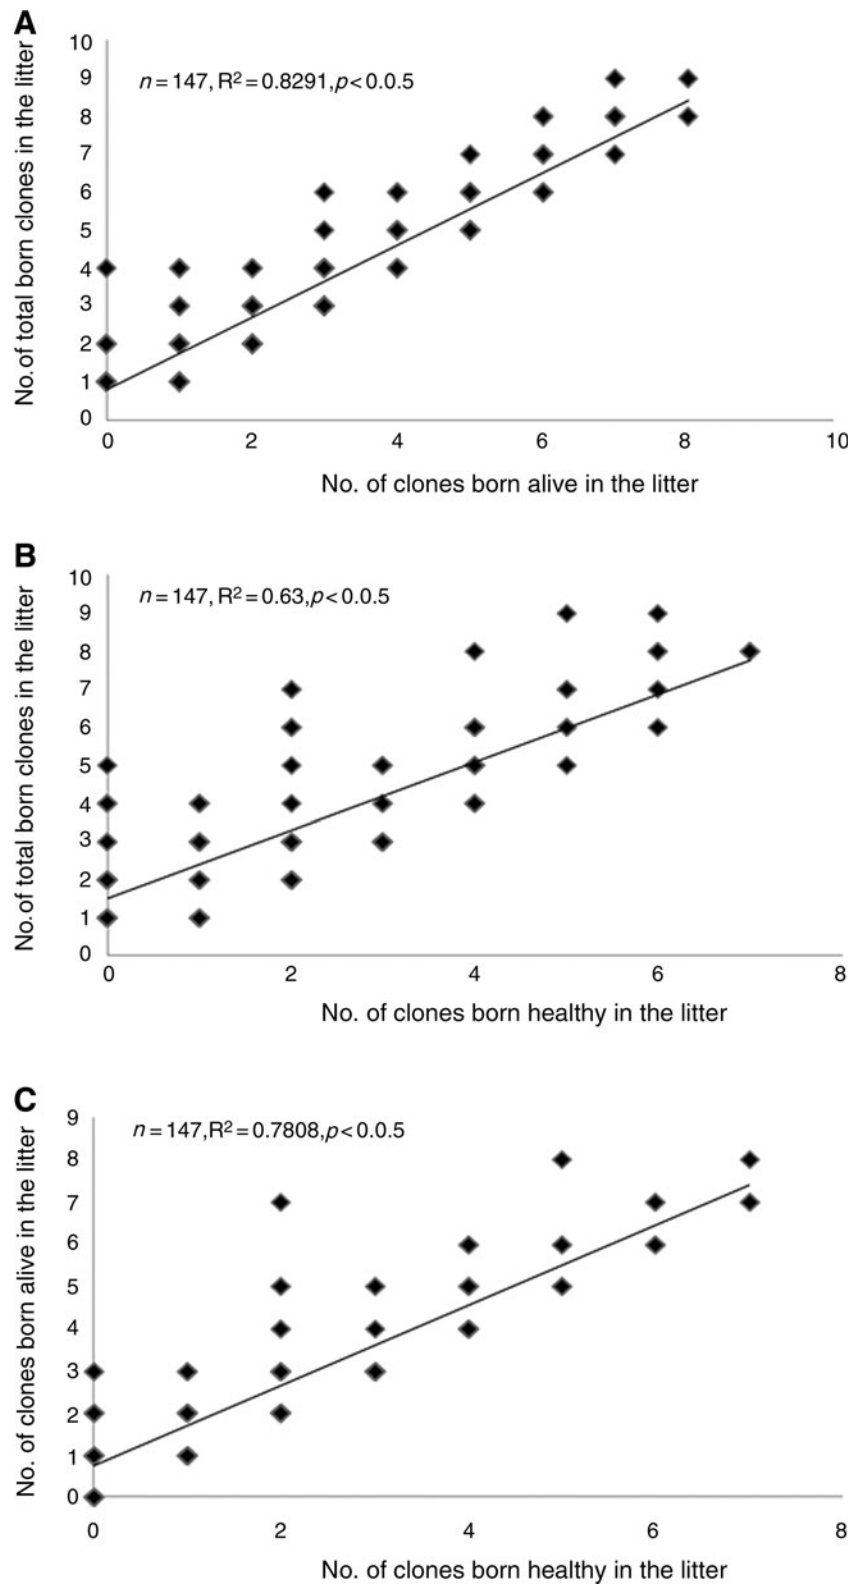 A
No. of total born clones in the litter
n=147, R²=0.8291, p<0.0.5
10
9
8
7
6
5
4
3
2
1
0
0 2 4 6 8 10
No. of clones born alive in the litter
B
No. of total born clones in the litter
n=147, R²=0.63, p<0.0.5
10
9
8
7
6
5
4
3
2
1
0
0 2 4 6 8
No. of clones born healthy in the litter
C
No. of clones born alive in the litter
n=147,R²=0.7808,p<0.0.5
9
8
7
6
5
4
3
2
1
0
0 2 4 6 8
No. of clones born healthy in the litter